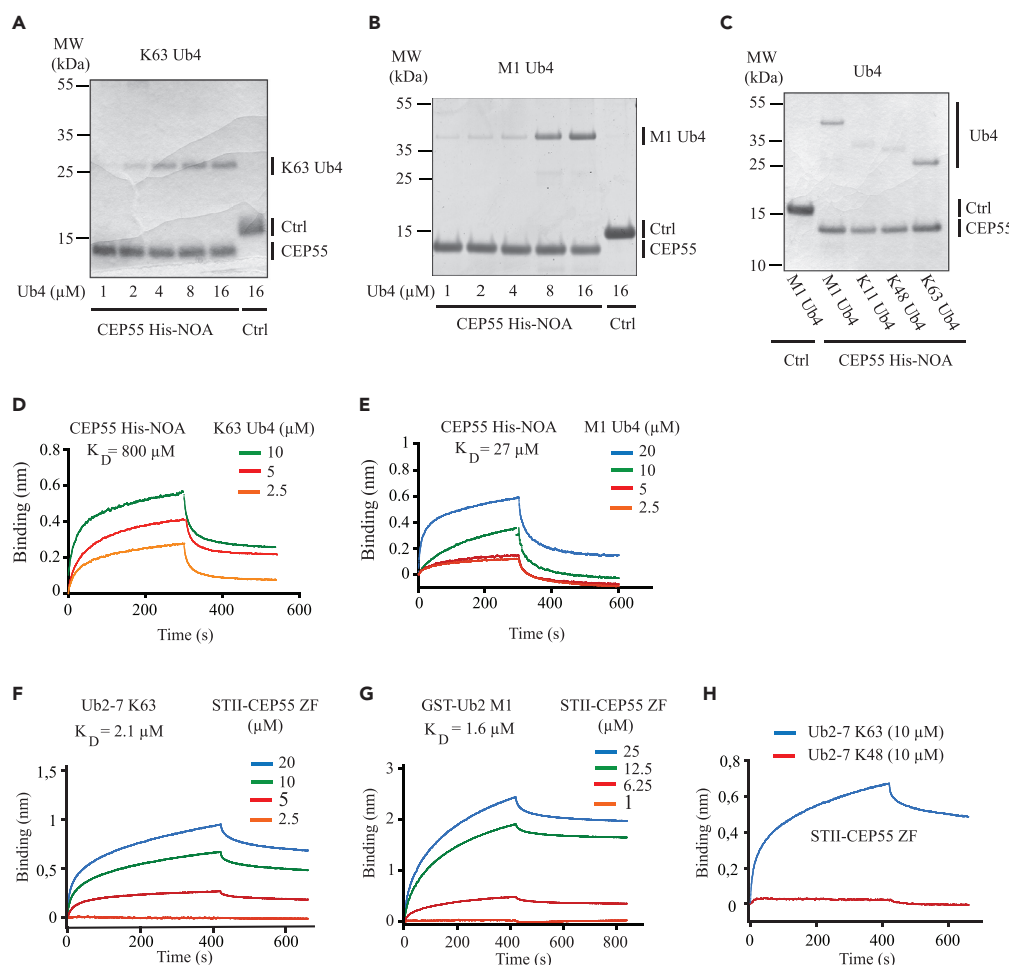 A
MW
(kDa)
K63 Ub4
55
35
25
15
K63 Ub4
Ctrl
CEP55
Ub4 (µM) 1 2 4 8 16 16
CEP55 His-NOA Ctrl
B
MW
(kDa)
M1 Ub4
55
35
25
15
M1 Ub4
Ctrl
CEP55
Ub4 (µM) 1 2 4 8 16 16
CEP55 His-NOA Ctrl
C
MW
(kDa)
Ub4
55
35
25
15
10
Ub4
Ctrl
CEP55
M1 Ub4 M1 Ub4 K11 Ub4 K48 Ub4 K63 Ub4
Ctrl CEP55 His-NOA
D
CEP55 His-NOA K63 Ub4 (µM)
KD= 800 µM
10
5
2.5
Binding (nm)
0.8
0.6
0.4
0.2
0
0 200 400 600
Time (s)
E
CEP55 His-NOA M1 Ub4 (µM)
KD= 27 µM
20
10
5
2.5
Binding (nm)
1
0.8
0.6
0.4
0.2
0
0 200 400 600
Time (s)
F
Ub2-7 K63 STII-CEP55 ZF
KD= 2.1 µM (µM)
20
10
5
2.5
Binding (nm)
1,5
1
0,5
0
0 200 400 600
Time (s)
G
GST-Ub2 M1 STII-CEP55 ZF
KD= 1.6 µM (µM)
25
12.5
6.25
1
Binding (nm)
3
2
1
0
0 200 400 600 800
Time (s)
H
Ub2-7 K63 (10 µM)
Ub2-7 K48 (10 µM)
STII-CEP55 ZF
Binding (nm)
0,8
0,6
0,4
0,2
0
0 200 400 600
Time (s)